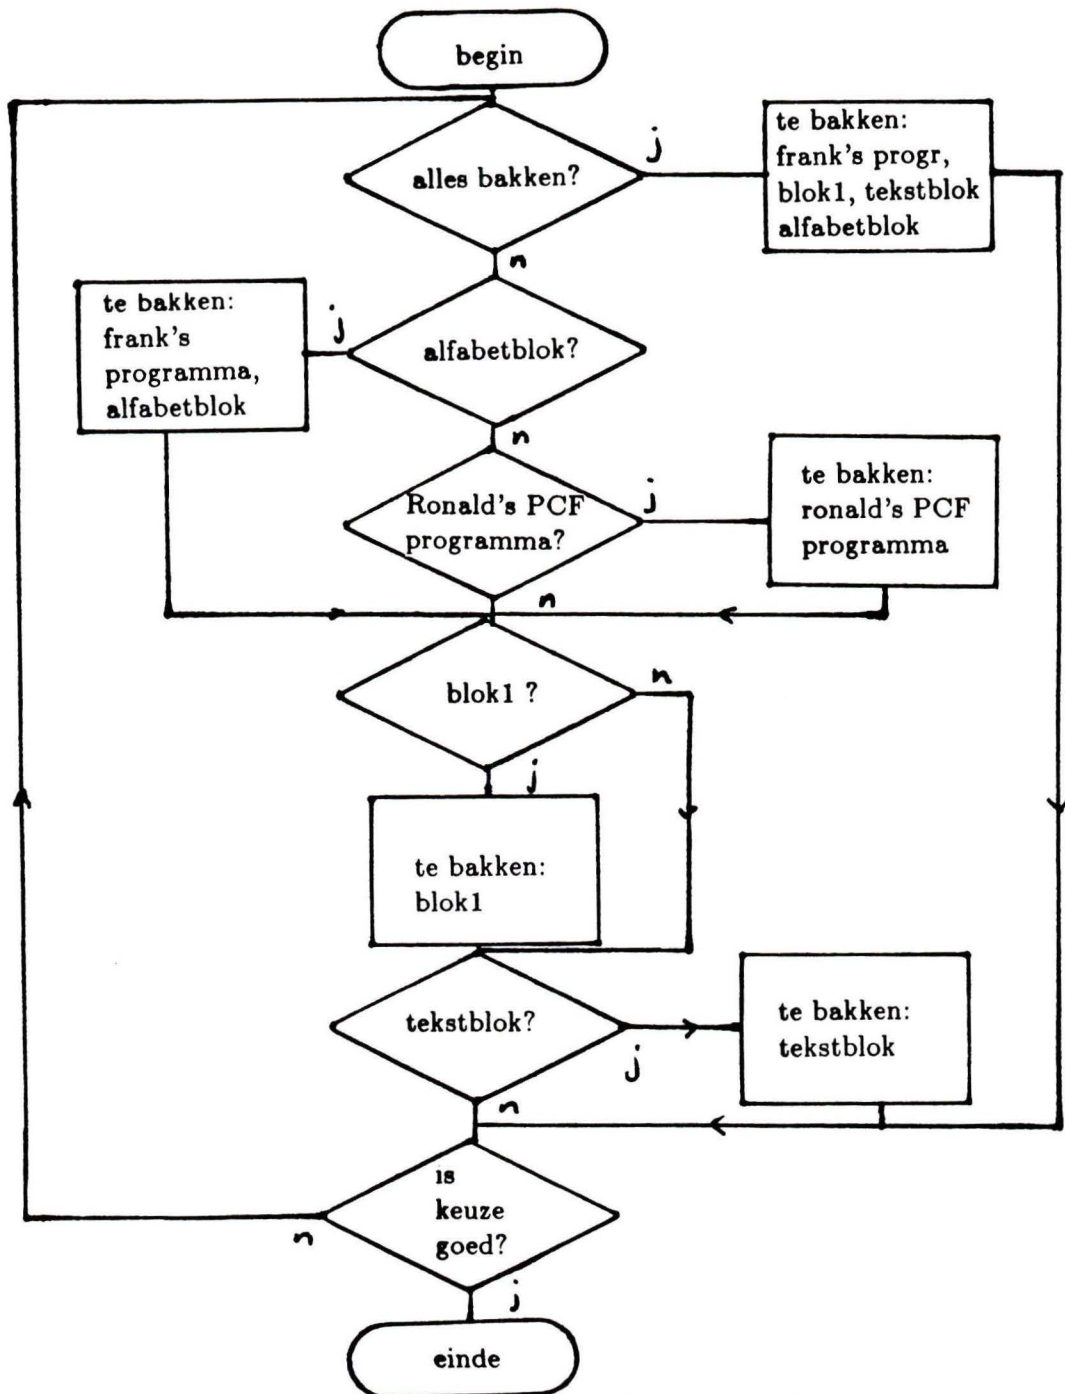 begin
alles bakken?
j
te bakken:
frank's progr,
blok1, tekstblok
alfabetblok
n
te bakken:
frank's
programma,
alfabetblok
j
alfabetblok?
n
Ronald's PCF
programma?
j
te bakken:
ronald's PCF
programma
n
blok1 ?
n
j
te bakken:
blok1
tekstblok?
j
te bakken:
tekstblok
n
is
keuze
goed?
n
j
einde